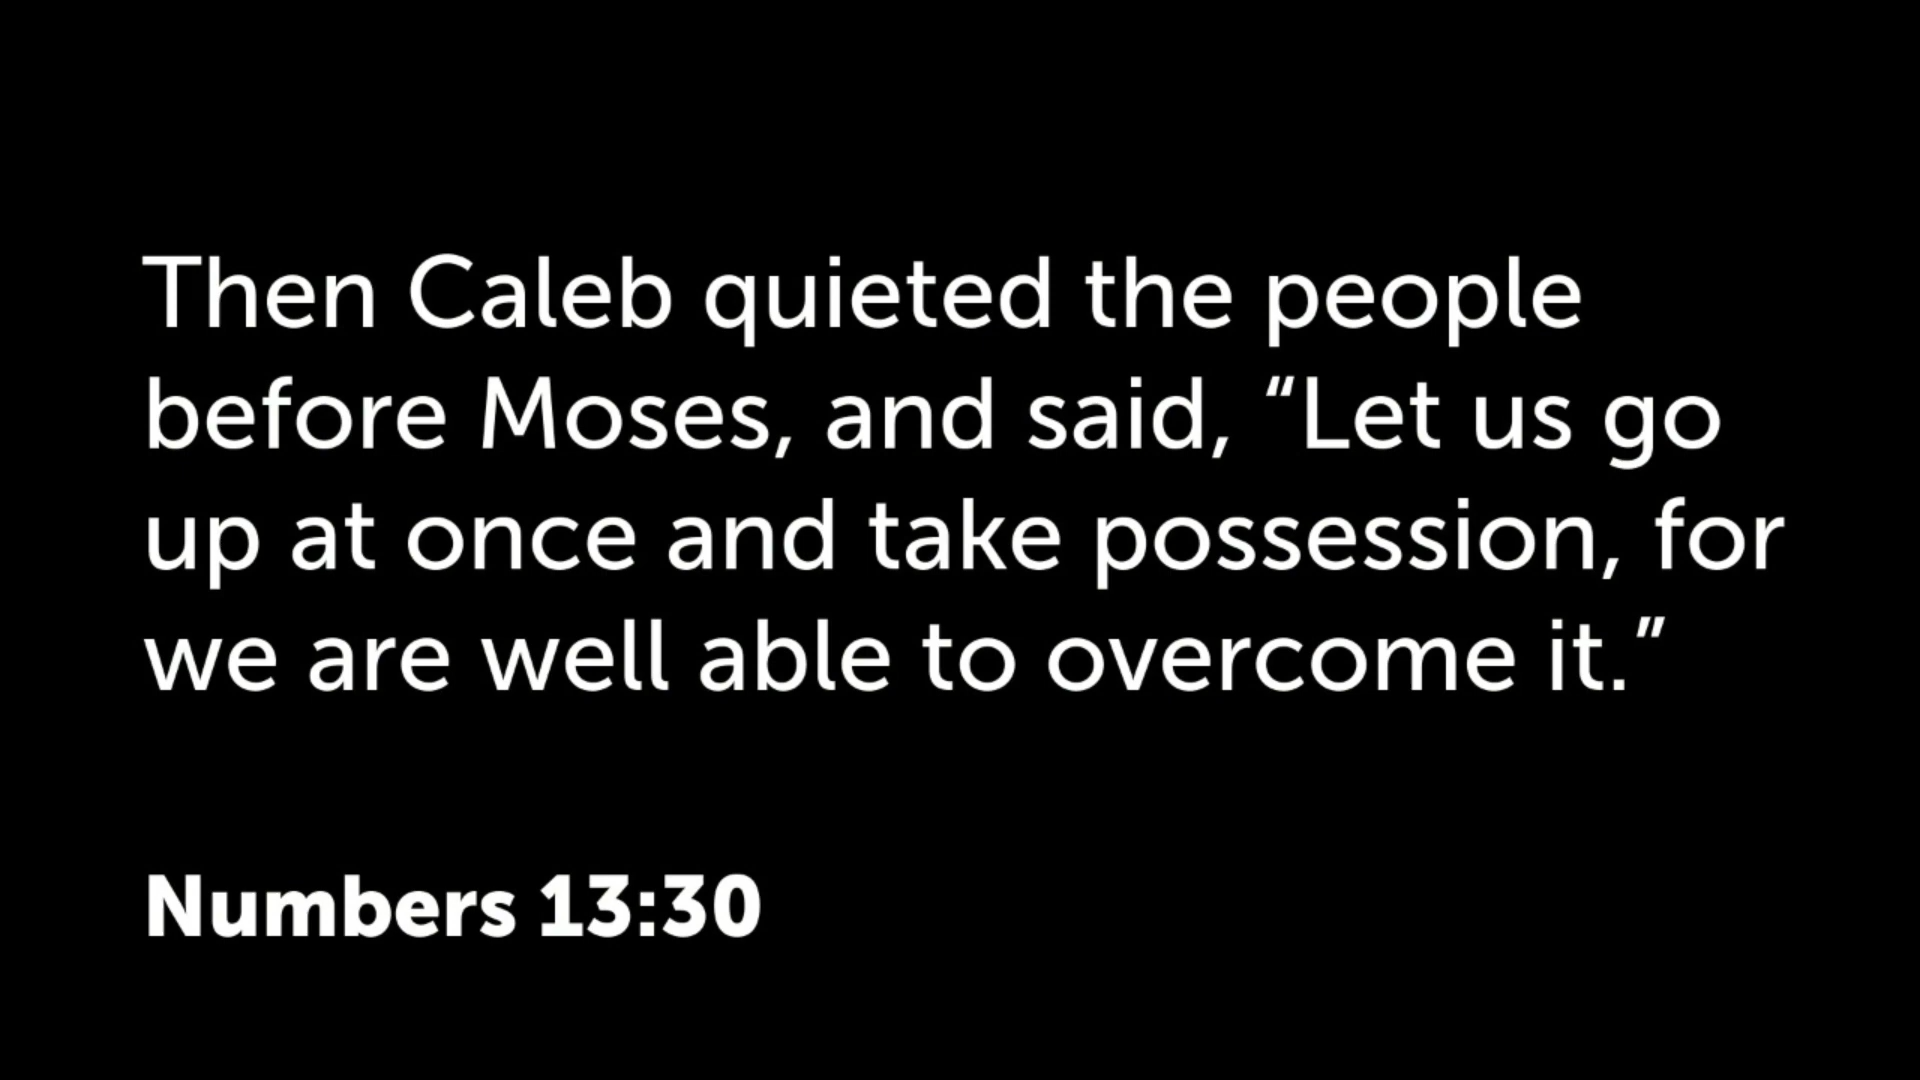 Then Caleb quieted the people
before Moses, and said, “Let us go
up at once and take possession, for
we are well able to overcome it.”
Numbers 13:30